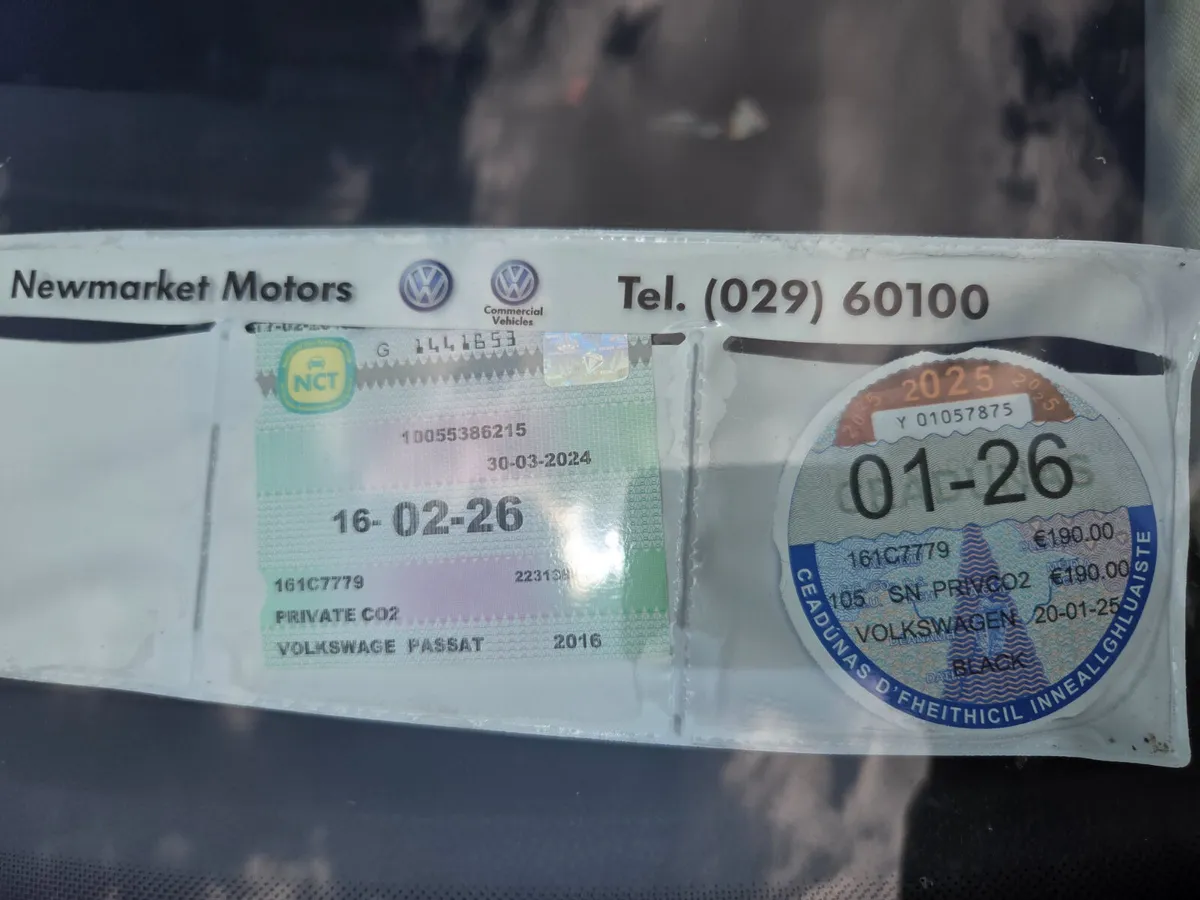 Newmarket Motors
Commercial
Vehicles
Tel. (029) 60100
NCT
G 1441653
10055386215
30-03-2024
16-02-26
161C7779
PRIVATE CO2
VOLKSWAGE PASSAT 2016
2025 2025 2025
Y 01057875
01-26
161C7779 €190.00
105 SN PRIVCO2 €190.00
VOLKSWAGEN 20-01-25
BLACK
CEADÚNAS D'FHEITHICIL INNEALLGHLUAISTE